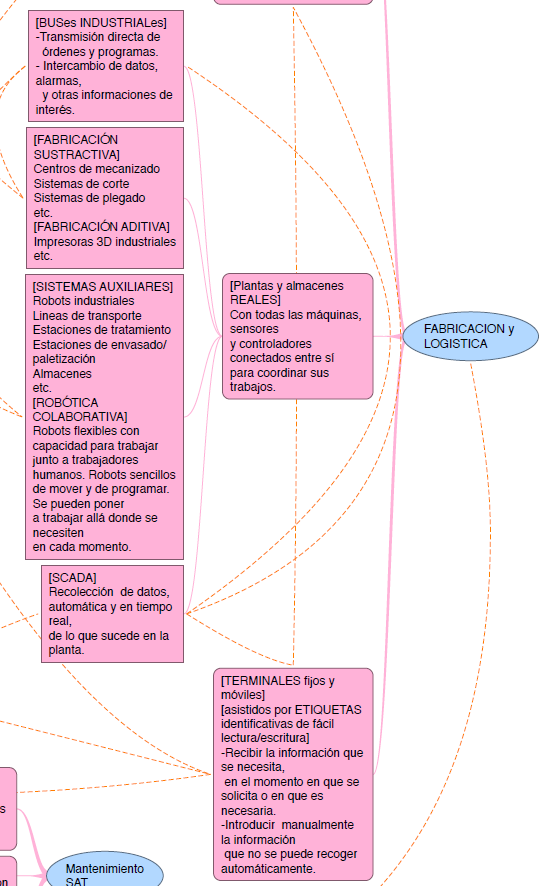 [BUSes INDUSTRIALes]
-Transmisión directa de
órdenes y programas.
- Intercambio de datos,
alarmas,
y otras informaciones de
interés.
[FABRICACIÓN
SUSTRACTIVA]
Centros de mecanizado
Sistemas de corte
Sistemas de plegado
etc.
[FABRICACIÓN ADITIVA]
Impresoras 3D industriales
etc.
[SISTEMAS AUXILIARES]
Robots industriales
Lineas de transporte
Estaciones de tratamiento
Estaciones de envasado/
paletización
Almacenes
etc.
[ROBÓTICA
COLABORATIVA]
Robots flexibles con
capacidad para trabajar
junto a trabajadores
humanos. Robots sencillos
de mover y de programar.
Se pueden poner
a trabajar allá donde se
necesiten
en cada momento.
[SCADA]
Recolección de datos,
automática y en tiempo
real,
de lo que sucede en la
planta.
[Plantas y almacenes
REALES]
Con todas las máquinas,
sensores
y controladores
conectados entre sí
para coordinar sus
trabajos.
FABRICACION y
LOGISTICA
[TERMINALES fijos y
móviles]
[asistidos por ETIQUETAS
identificativas de fácil
lectura/escritura]
-Recibir la información que
se necesita,
en el momento en que se
solicita o en que es
necesaria.
-Introducir manualmente
la información
que no se puede recoger
automáticamente.
Mantenimiento
SAT